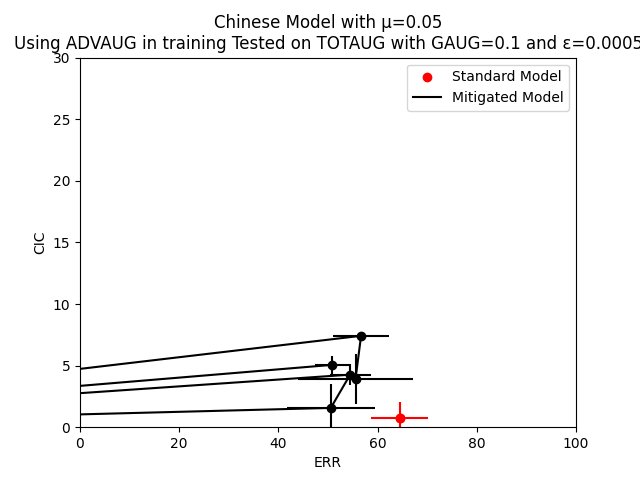 Chinese Model with μ=0.05
Using ADVAUG in training Tested on TOTAUG with GAUG=0.1 and ε=0.0005
Standard Model
Mitigated Model
30
25
20
15
10
5
0
CIC
0 20 40 60 80 100
ERR